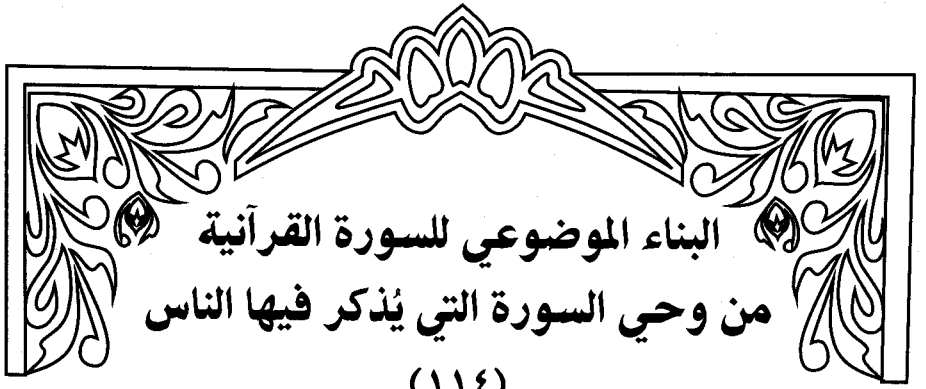 البناء الموضوعي للسورة القرآنية
من وحي السورة التي يُذكر فيها الناس
(١١٤)